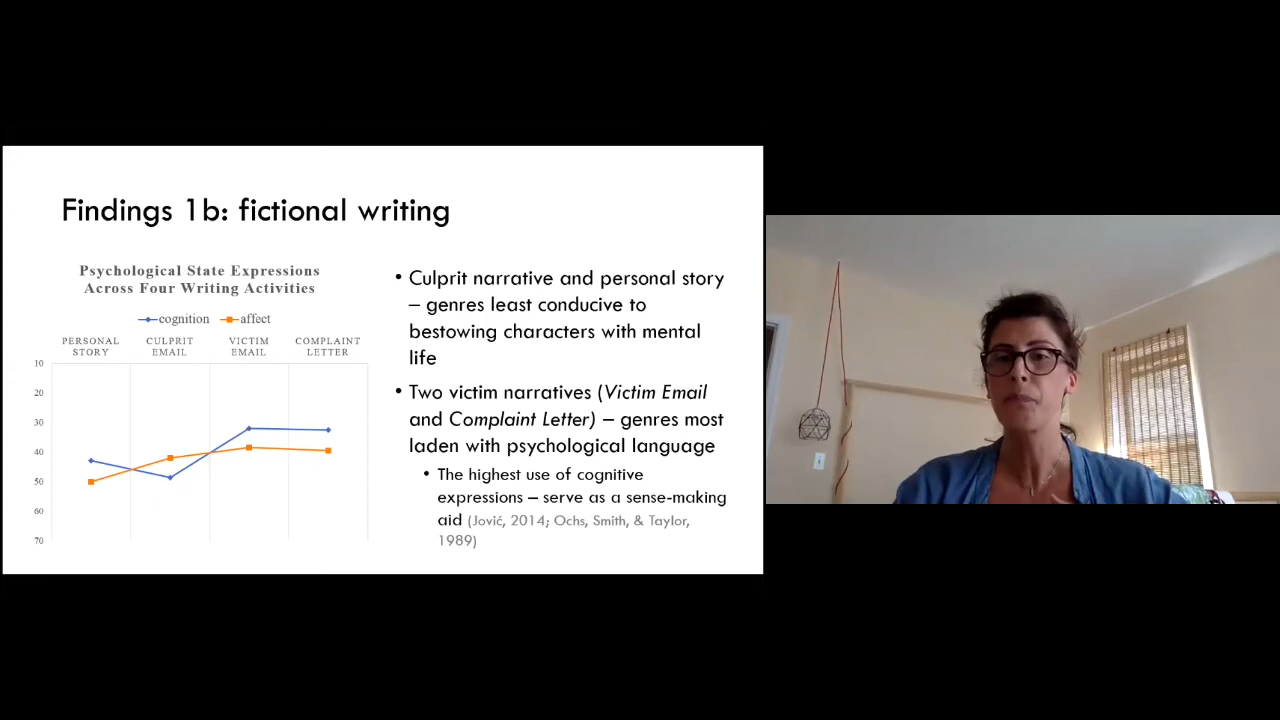 Findings 1b: fictional writing
Psychological State Expressions
Across Four Writing Activities
cognition affect
PERSONAL STORY
CULPRIT EMAIL
VICTIM EMAIL
COMPLAINT LETTER
10
20
30
40
50
60
70
• Culprit narrative and personal story
– genres least conducive to
bestowing characters with mental
life
• Two victim narratives (Victim Email
and Complaint Letter) – genres most
laden with psychological language
• The highest use of cognitive
expressions – serve as a sense-making
aid (Jović, 2014; Ochs, Smith, & Taylor,
1989)